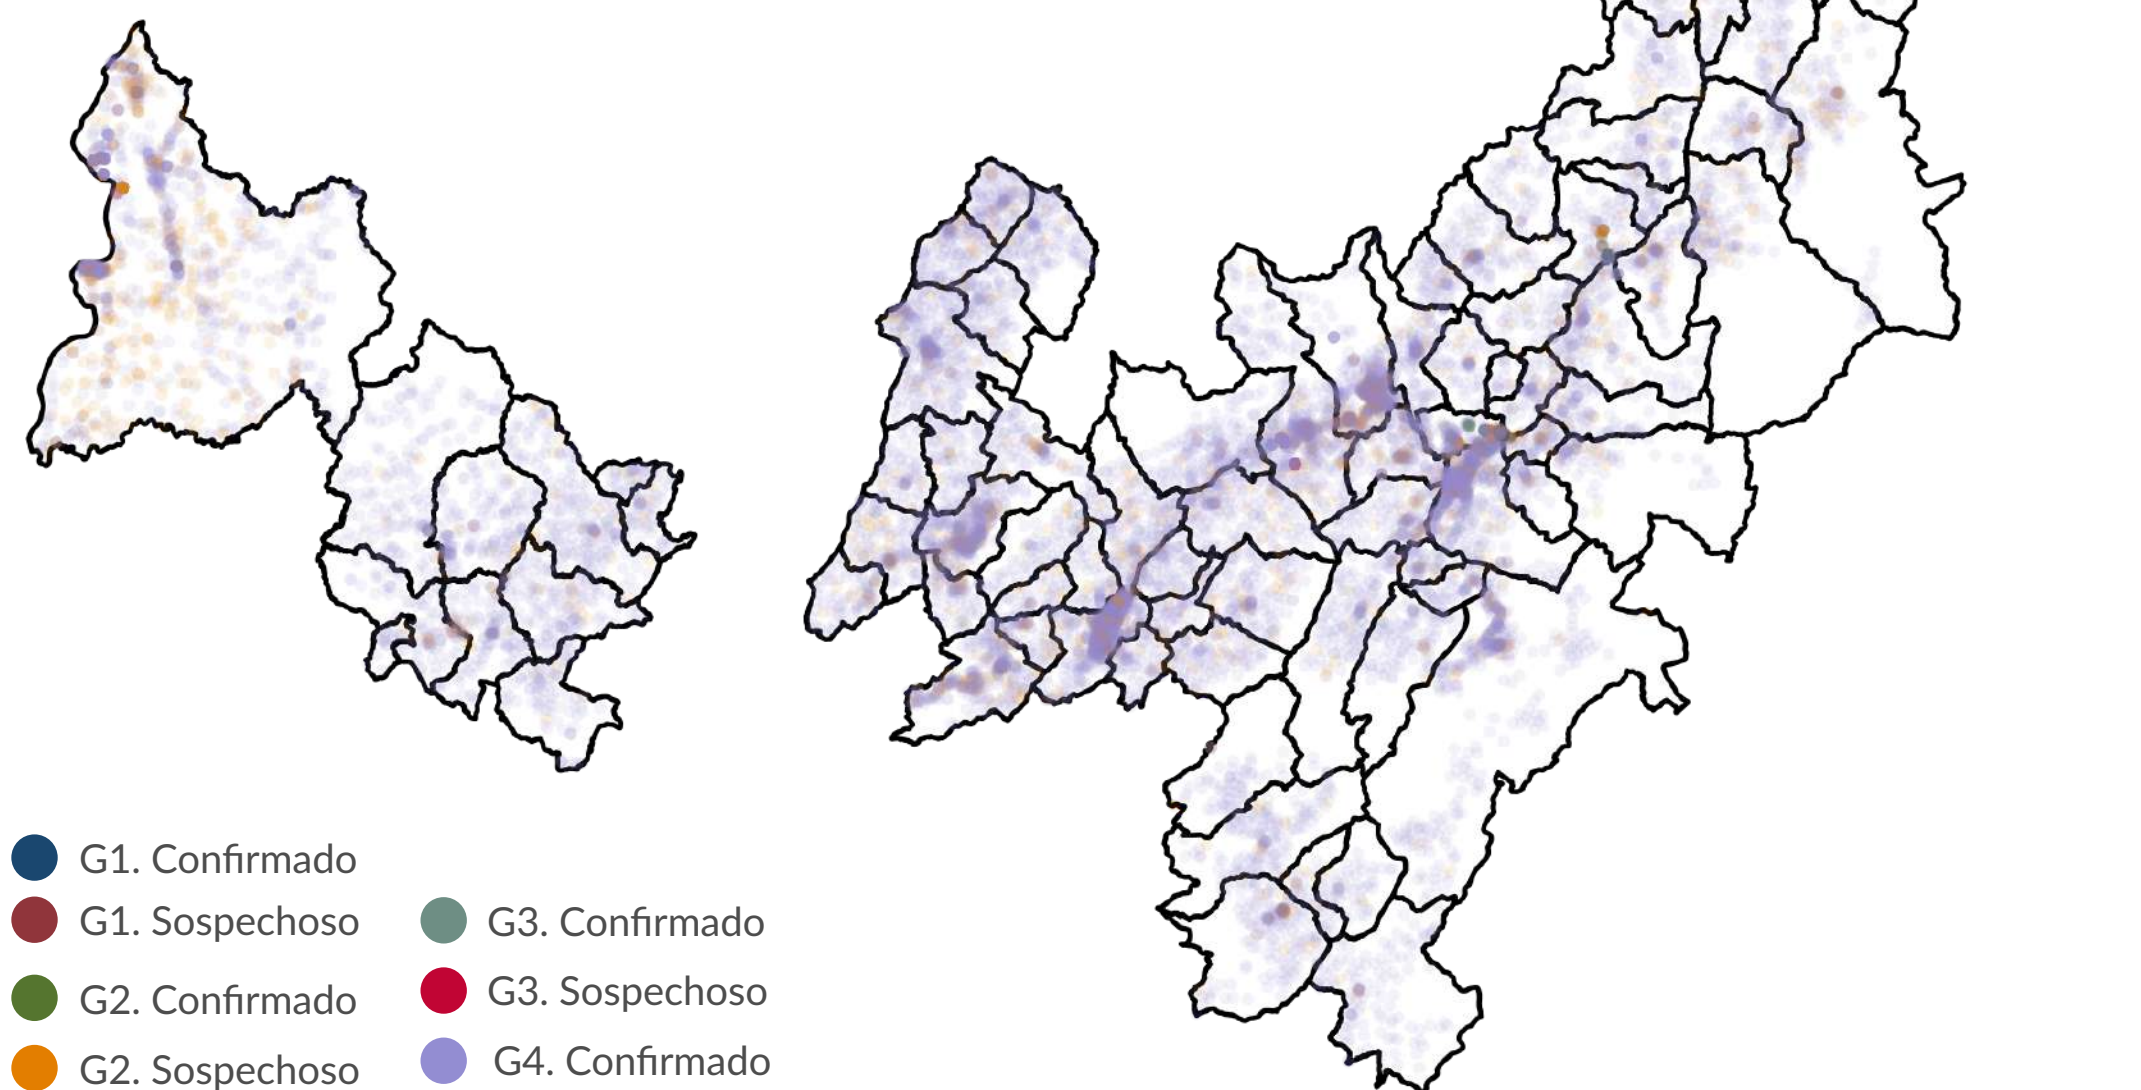 G1. Confirmado
G1. Sospechoso
G2. Confirmado
G2. Sospechoso
G3. Confirmado
G3. Sospechoso
G4. Confirmado